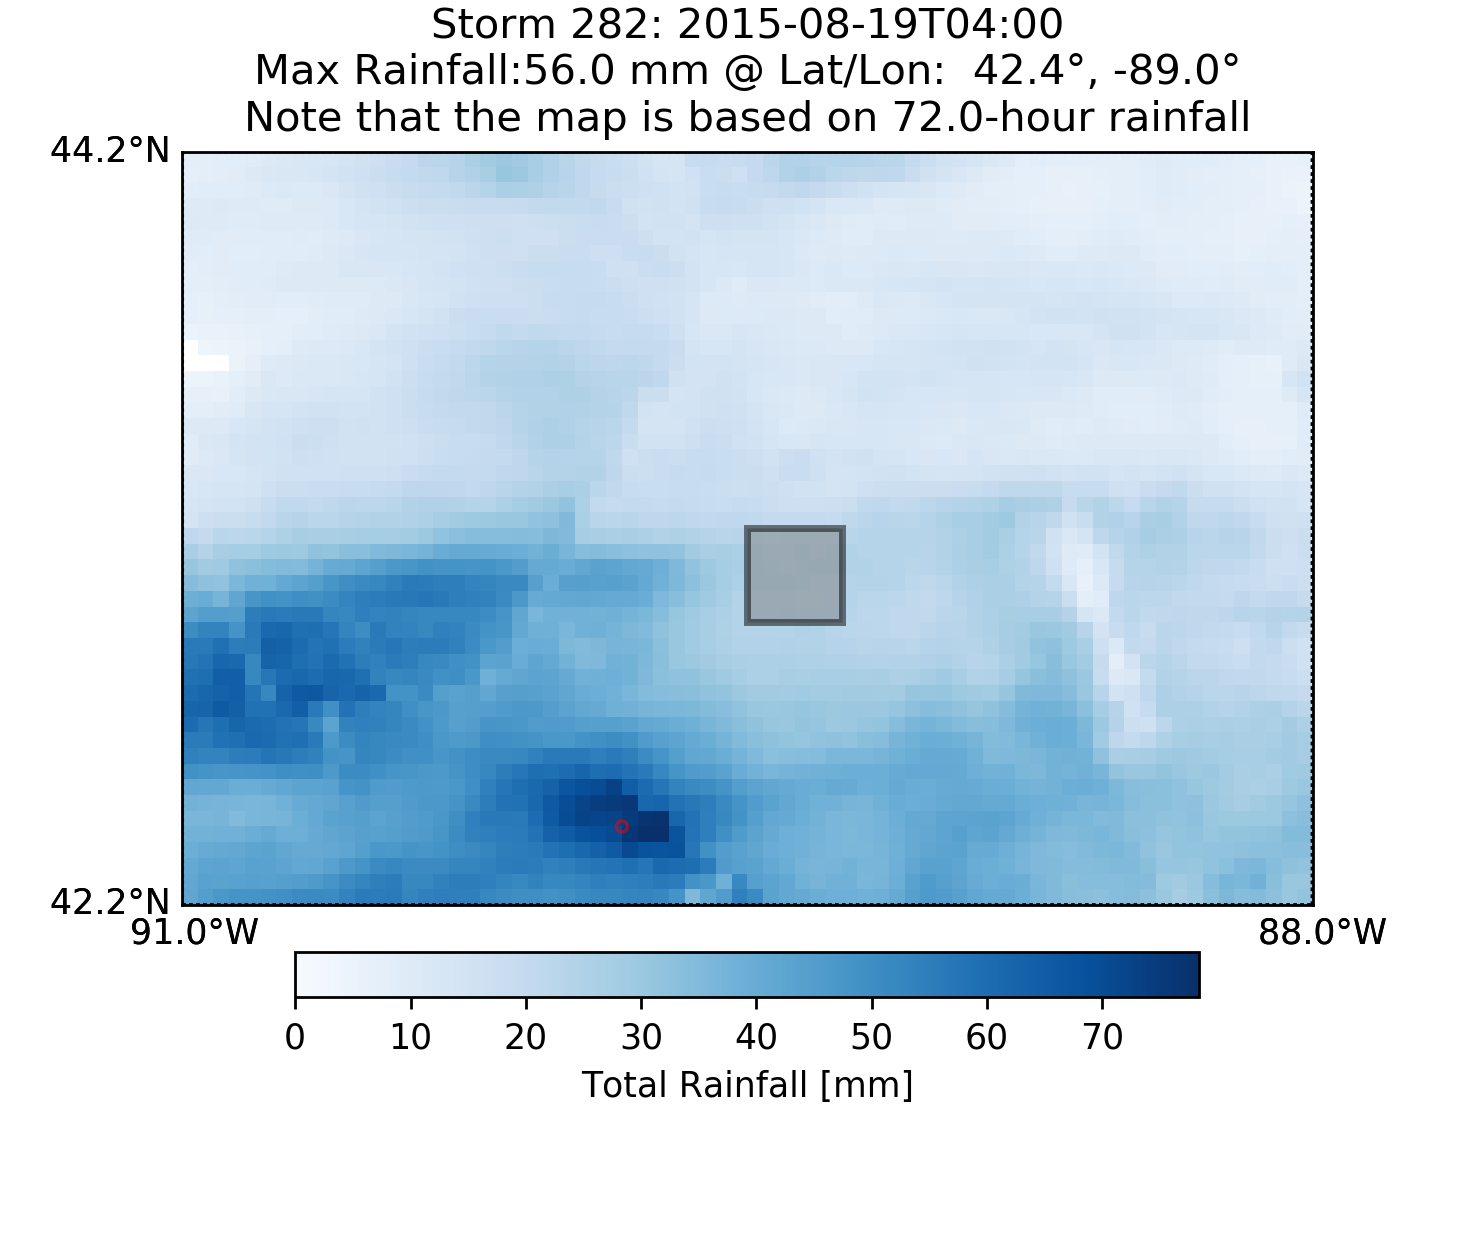 Storm 282: 2015-08-19T04:00
Max Rainfall:56.0 mm @ Lat/Lon:  42.4°, -89.0°
Note that the map is based on 72.0-hour rainfall
44.2°N
42.2°N
91.0°W
88.0°W
0 10 20 30 40 50 60 70
Total Rainfall [mm]